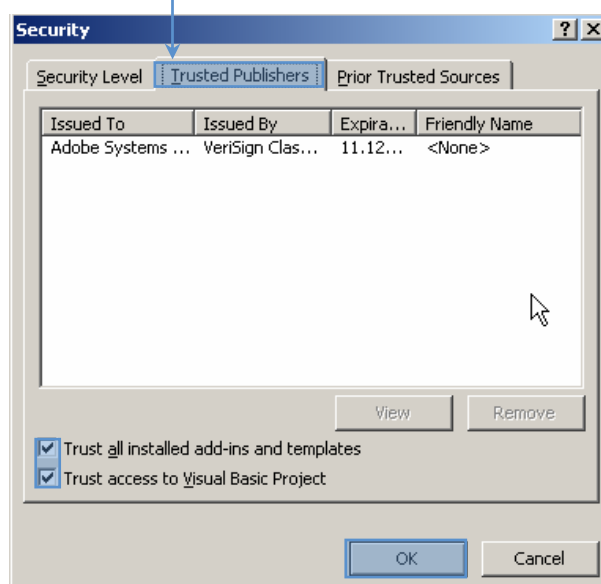 Security
Security Level Trusted Publishers Prior Trusted Sources
Issued To Issued By Expira... Friendly Name
Adobe Systems ... VeriSign Clas... 11.12... <None>
View Remove
Trust all installed add-ins and templates
Trust access to Visual Basic Project
OK Cancel